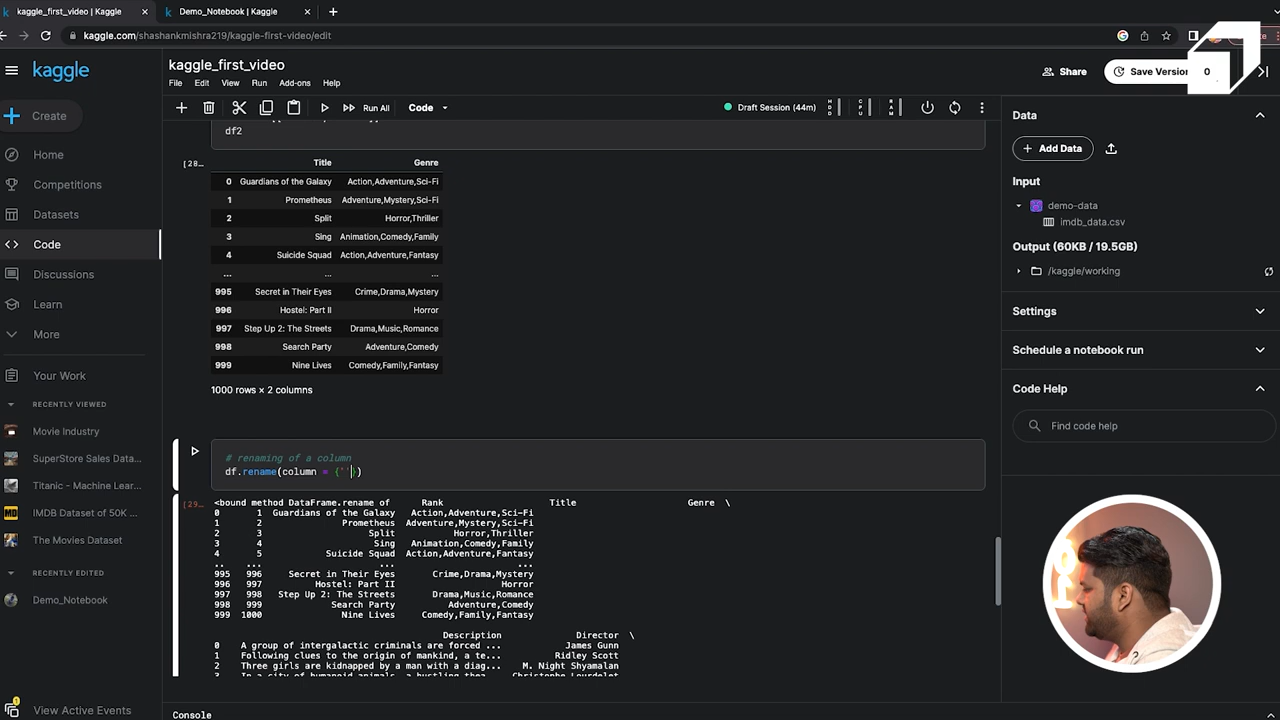 kaggle_first_video | Kaggle
Demo_Notebook | Kaggle
kaggle.com/shashankmishra219/kaggle-first-video/edit
kaggle
kaggle_first_video
File Edit View Run Add-ons Help
Share
Save Version
0
Run All
Code
Draft Session (44m)
Create
Home
Competitions
Datasets
Code
Discussions
Learn
More
Your Work
RECENTLY VIEWED
Movie Industry
SuperStore Sales Data...
Titanic - Machine Lear...
IMDB Dataset of 50K ...
The Movies Dataset
RECENTLY EDITED
Demo_Notebook
View Active Events
df2
[28...
Title Genre
0 Guardians of the Galaxy Action,Adventure,Sci-Fi
1 Prometheus Adventure,Mystery,Sci-Fi
2 Split Horror,Thriller
3 Sing Animation,Comedy,Family
4 Suicide Squad Action,Adventure,Fantasy
... ... ...
995 Secret in Their Eyes Crime,Drama,Mystery
996 Hostel: Part II Horror
997 Step Up 2: The Streets Drama,Music,Romance
998 Search Party Adventure,Comedy
999 Nine Lives Comedy,Family,Fantasy
1000 rows × 2 columns
# renaming of a column
df.rename(column = {''})
[29...
<bound method DataFrame.rename of Rank Title Genre \
0 1 Guardians of the Galaxy Action,Adventure,Sci-Fi
1 2 Prometheus Adventure,Mystery,Sci-Fi
2 3 Split Horror,Thriller
3 4 Sing Animation,Comedy,Family
4 5 Suicide Squad Action,Adventure,Fantasy
.. ... ... ...
995 996 Secret in Their Eyes Crime,Drama,Mystery
996 997 Hostel: Part II Horror
997 998 Step Up 2: The Streets Drama,Music,Romance
998 999 Search Party Adventure,Comedy
999 1000 Nine Lives Comedy,Family,Fantasy
Description Director \
0 A group of intergalactic criminals are forced ... James Gunn
1 Following clues to the origin of mankind, a te... Ridley Scott
2 Three girls are kidnapped by a man with a diag... M. Night Shyamalan
Console
Data
Add Data
Input
demo-data
imdb_data.csv
Output (60KB / 19.5GB)
/kaggle/working
Settings
Schedule a notebook run
Code Help
Find code help